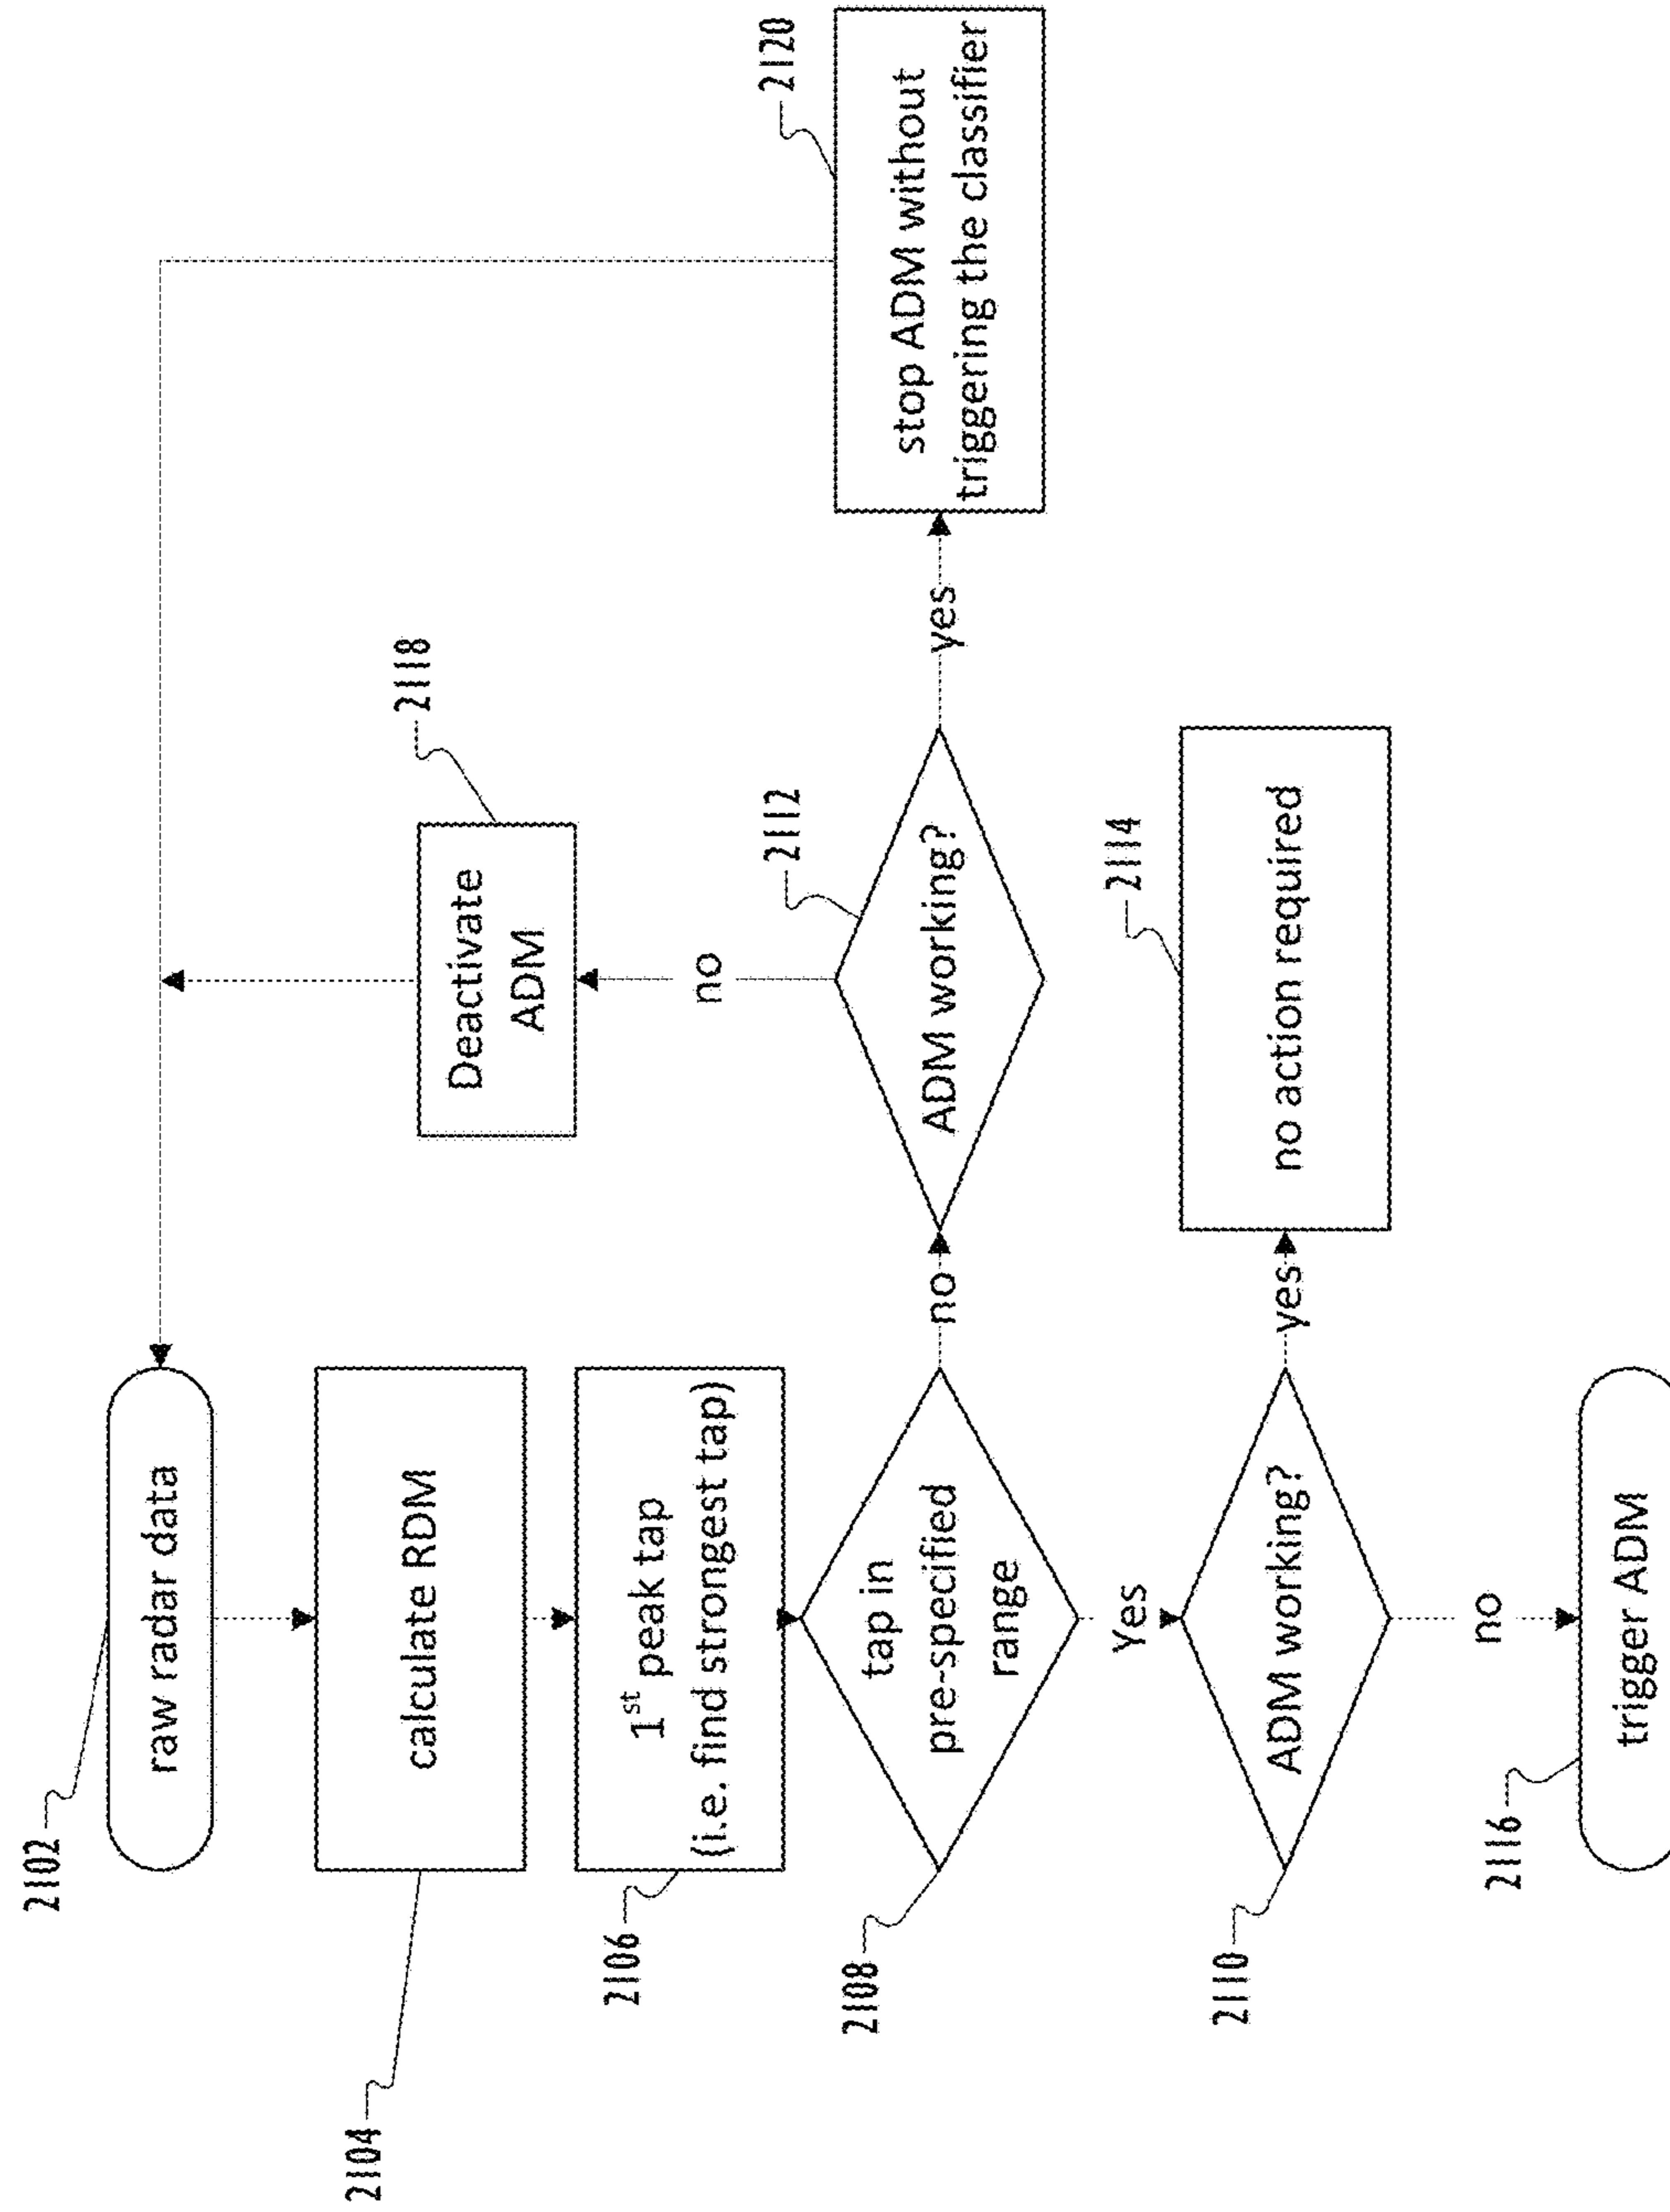 2102
raw radar data
2104
calculate RDM
2106
1st peak tap
(i.e. find strongest tap)
2108
tap in
pre-specified
range
no
Yes
2112
ADM working?
no
yes
2118
Deactivate
ADM
2120
stop ADM without
triggering the classifier
2110
ADM working?
yes
no
2114
no action required
2116
trigger ADM